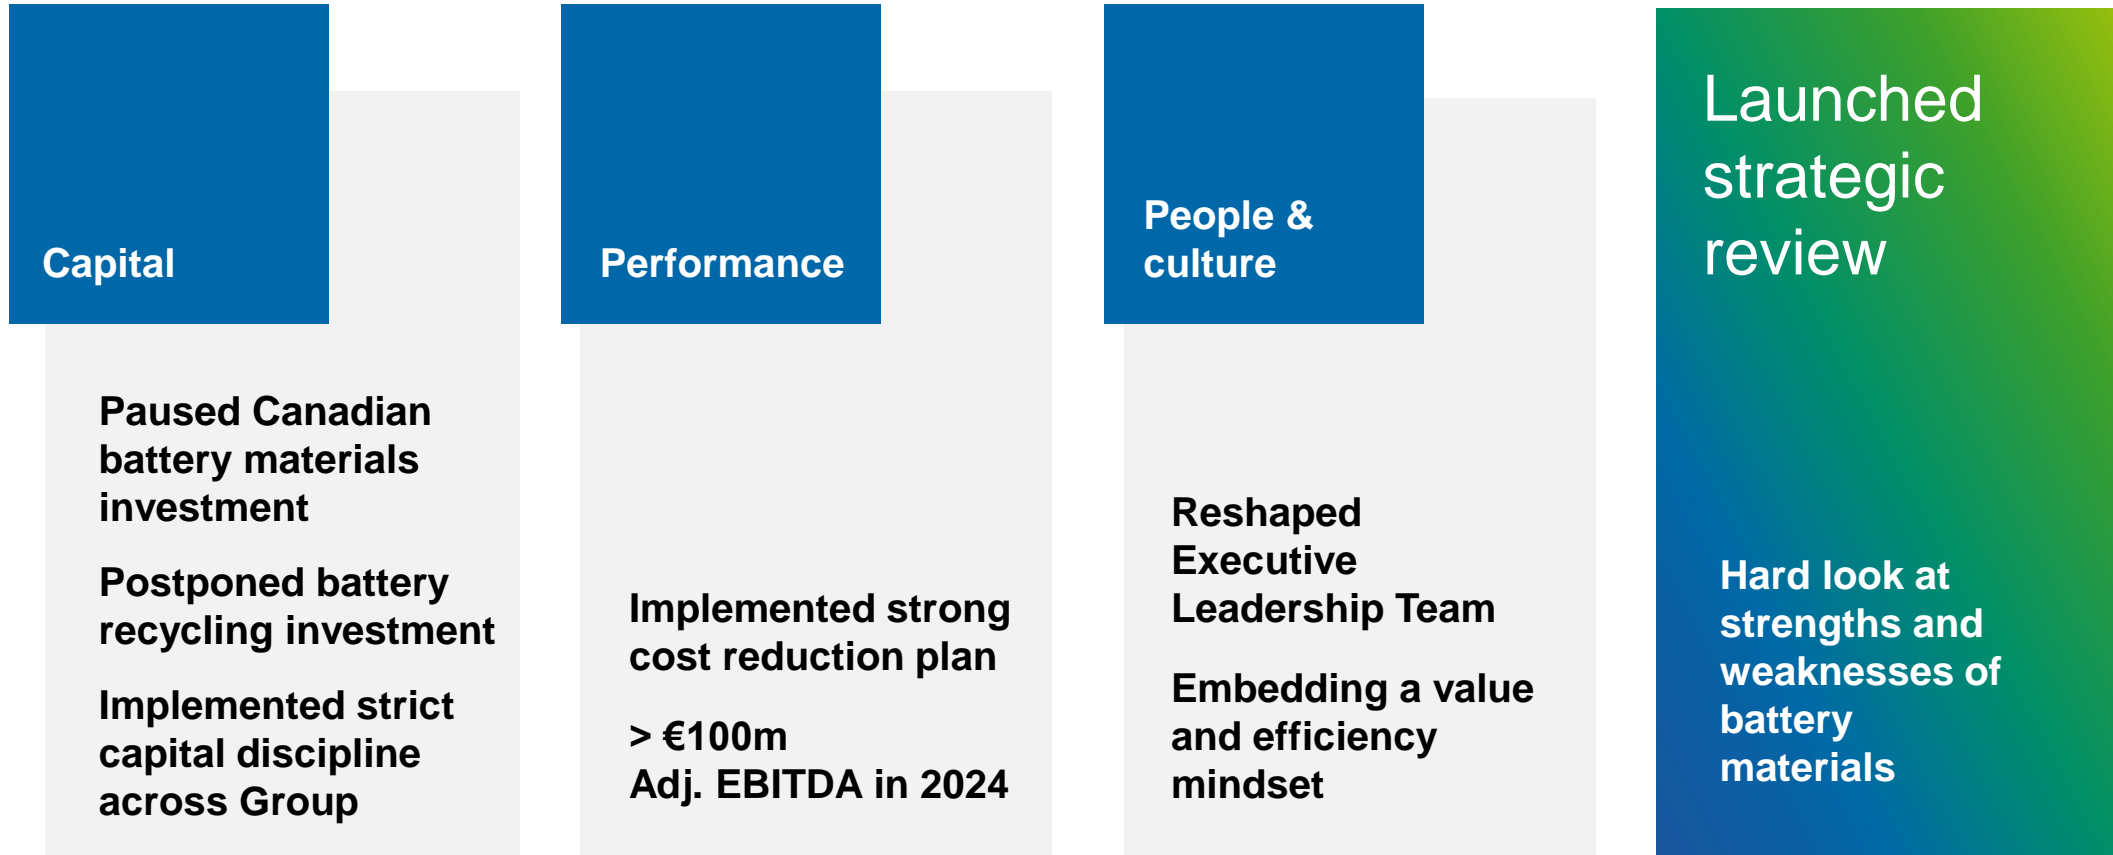 Capital
Paused Canadian
battery materials
investment
Postponed battery
recycling investment
Implemented strict
capital discipline
across Group
Performance
Implemented strong
cost reduction plan
> €100m
Adj. EBITDA in 2024
People &
culture
Reshaped
Executive
Leadership Team
Embedding a value
and efficiency
mindset
Launched
strategic
review
Hard look at
strengths and
weaknesses of
battery
materials